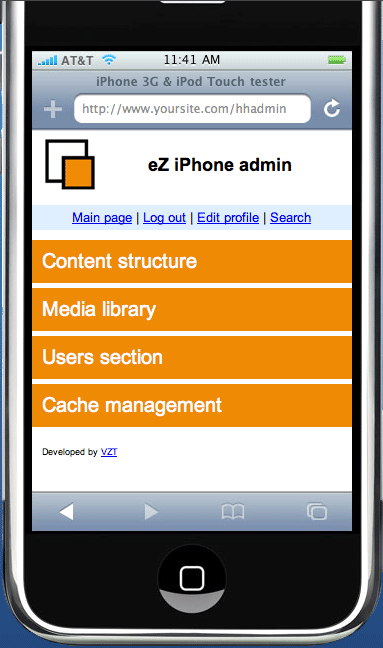 AT&T 11:41 AM
iPhone 3G & iPod Touch tester
http://www.yoursite.com/hhadmin
eZ iPhone admin
Main page | Log out | Edit profile | Search
Content structure
Media library
Users section
Cache management
Developed by VZT